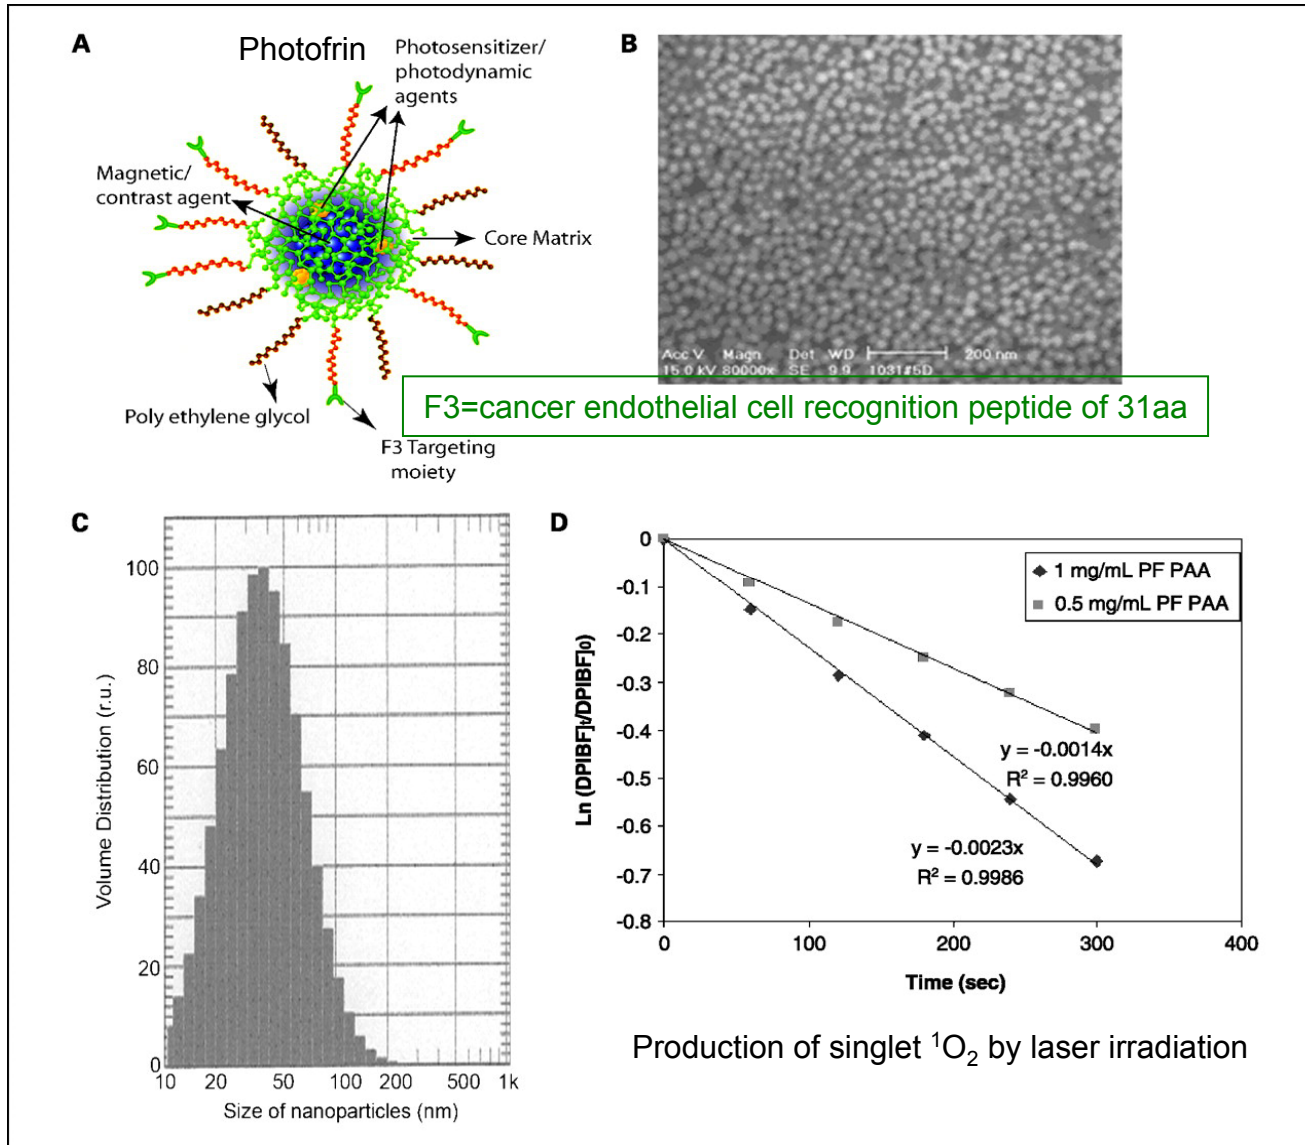 A
Photofrin
Photosensitizer/
photodynamic
agents
Magnetic/
contrast agent
Core Matrix
Poly ethylene glycol
F3 Targeting
moiety
B
Acc.V Magn Det WD 200 nm
15.0 kV 80000x SE 9.9 1031#5D
F3=cancer endothelial cell recognition peptide of 31aa
C
Volume Distribution (r.u.)
100
80
60
40
20
0
10 20 50 100 200 500 1k
Size of nanoparticles (nm)
D
Ln (DPIBF]t/DPIBF]0)
0
-0.1
-0.2
-0.3
-0.4
-0.5
-0.6
-0.7
-0.8
1 mg/mL PF PAA
0.5 mg/mL PF PAA
y = -0.0014x
R² = 0.9960
y = -0.0023x
R² = 0.9986
0 100 200 300 400
Time (sec)
Production of singlet ¹O₂ by laser irradiation